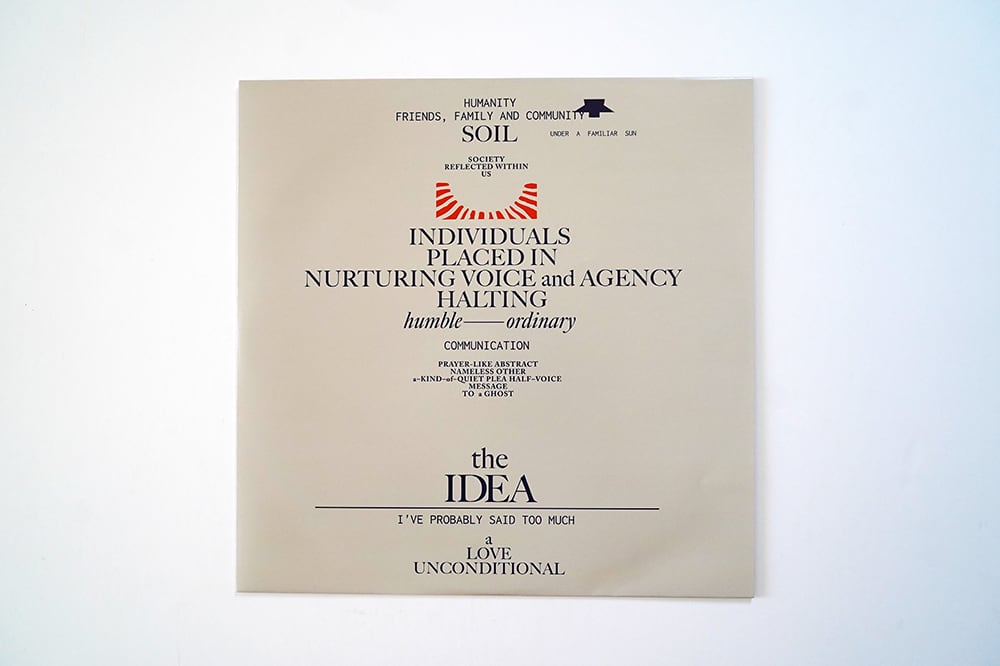 HUMANITY
FRIENDS, FAMILY AND COMMUNITY
SOIL
UNDER A FAMILIAR SUN
SOCIETY
REFLECTED WITHIN
US
INDIVIDUALS
PLACED IN
NURTURING VOICE and AGENCY
HALTING
humble——ordinary
COMMUNICATION
PRAYER-LIKE ABSTRACT
NAMELESS OTHER
a-KIND-of-QUIET PLEA HALF-VOICE
MESSAGE
TO a GHOST
the
IDEA
I'VE PROBABLY SAID TOO MUCH
a
LOVE
UNCONDITIONAL